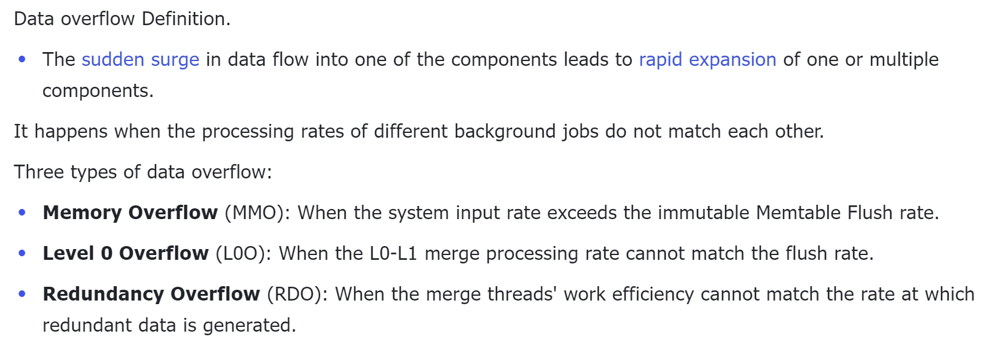 Data overflow Definition.
The sudden surge in data flow into one of the components leads to rapid expansion of one or multiple
components.
It happens when the processing rates of different background jobs do not match each other.
Three types of data overflow:
Memory Overflow (MMO): When the system input rate exceeds the immutable Memtable Flush rate.
Level 0 Overflow (L0O): When the L0-L1 merge processing rate cannot match the flush rate.
Redundancy Overflow (RDO): When the merge threads' work efficiency cannot match the rate at which
redundant data is generated.